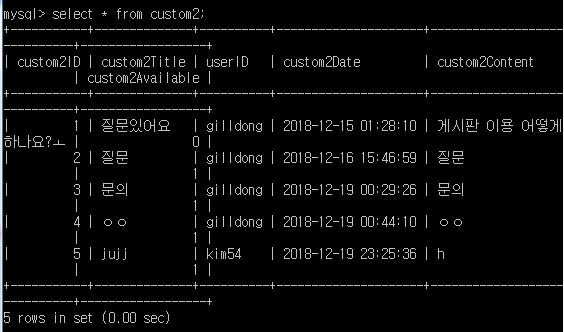 mysql> select * from custom2;
+-----------+--------------+----------+---------------------+--------------------
----------+------------------+
| custom2ID | custom2Title | userID   | custom2Date         | custom2Content
          | custom2Available |
+-----------+--------------+----------+---------------------+--------------------
----------+------------------+
|         1 | 질문있어요   | gilldong | 2018-12-15 01:28:10 | 게시판 이용 어떻게
하나요?ㅗ |                0 |
|         2 | 질문         | gilldong | 2018-12-16 15:46:59 | 질문
          |                1 |
|         3 | 문의         | gilldong | 2018-12-19 00:29:26 | 문의
          |                1 |
|         4 | ㅇㅇ         | gilldong | 2018-12-19 00:44:10 | ㅇㅇ
          |                1 |
|         5 | jujj         | kim54    | 2018-12-19 23:25:36 | h
          |                1 |
+-----------+--------------+----------+---------------------+--------------------
----------+------------------+
5 rows in set (0.00 sec)